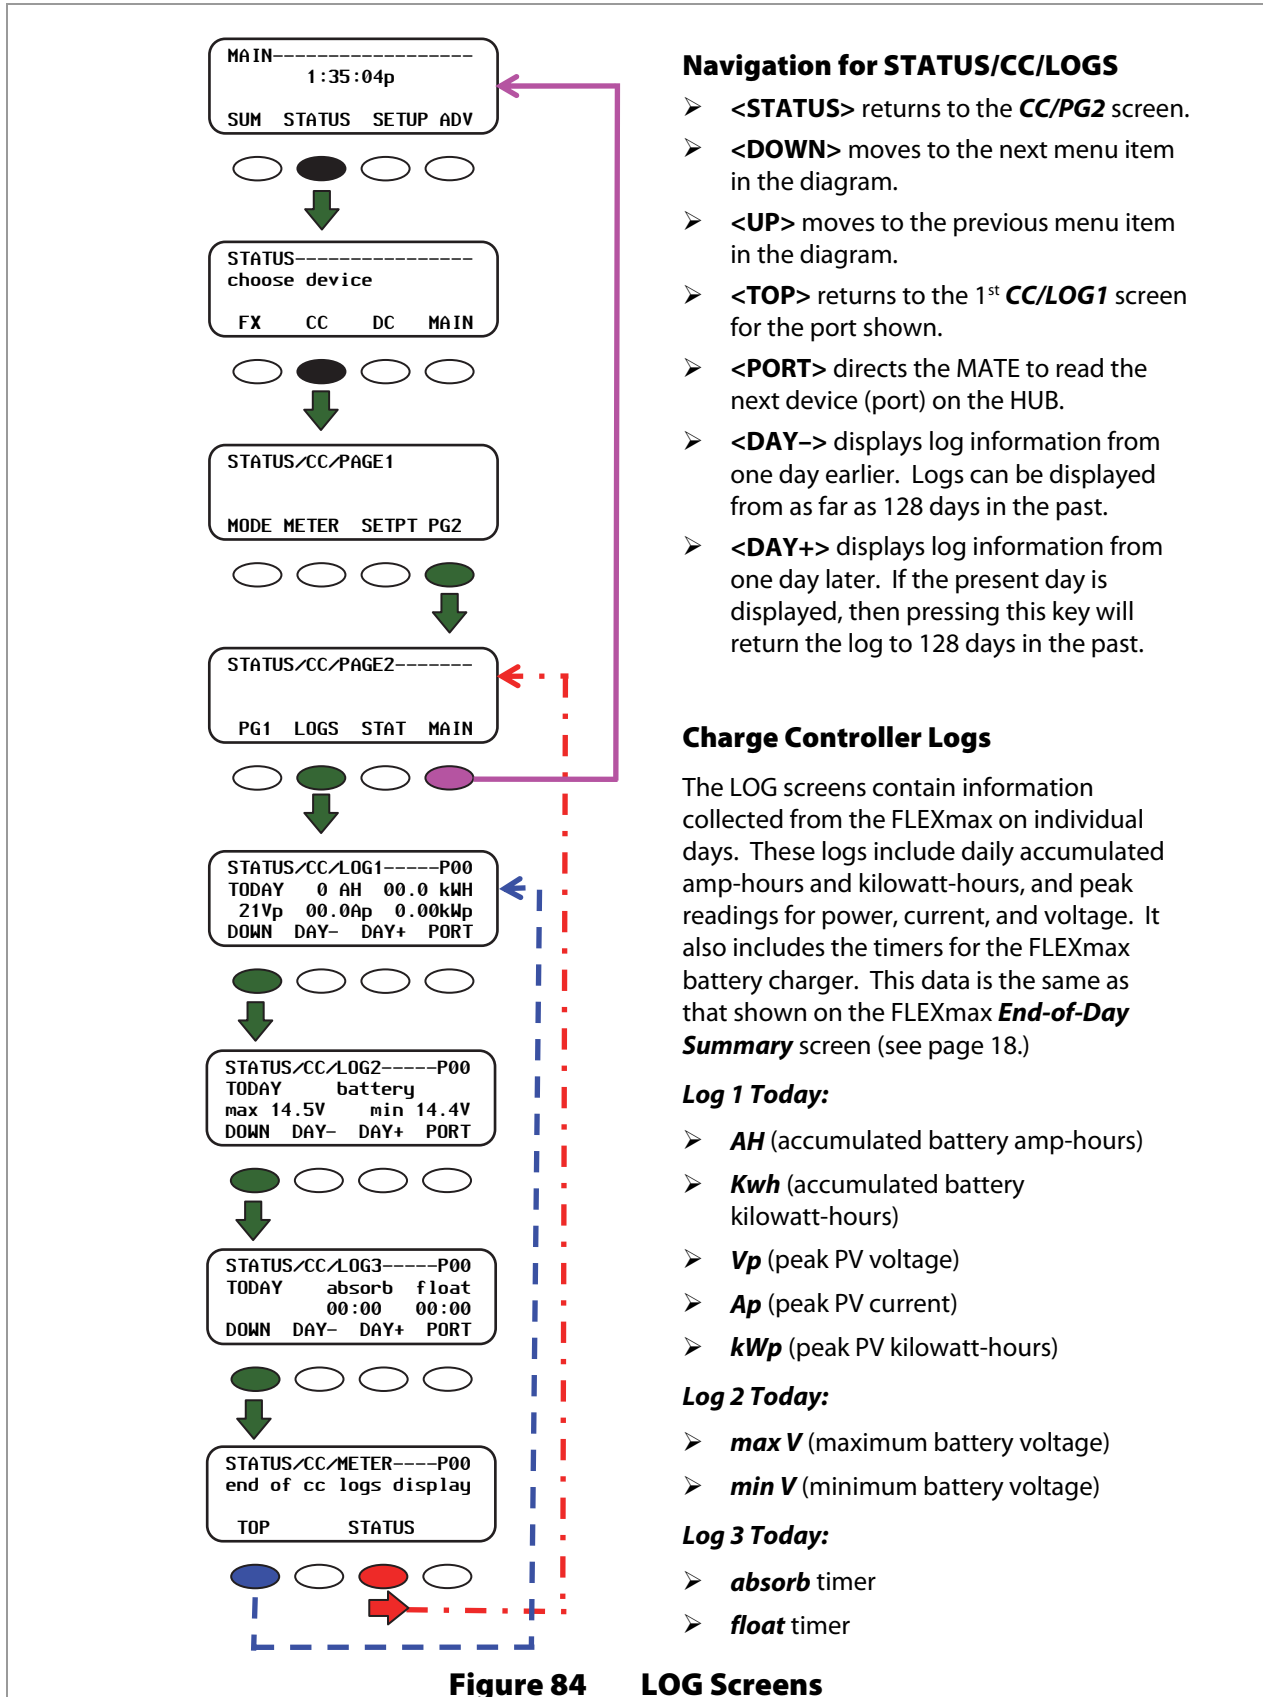 MAIN------------------
1:35:04p
SUM STATUS SETUP ADV
STATUS----------------
choose device
FX CC DC MAIN
STATUS/CC/PAGE1
MODE METER SETPT PG2
STATUS/CC/PAGE2-------
PG1 LOGS STAT MAIN
STATUS/CC/LOG1-----P00
TODAY 0 AH 00.0 kWH
21Vp 00.0Ap 0.00kWp
DOWN DAY- DAY+ PORT
STATUS/CC/LOG2-----P00
TODAY battery
max 14.5V min 14.4V
DOWN DAY- DAY+ PORT
STATUS/CC/LOG3-----P00
TODAY absorb float
00:00 00:00
DOWN DAY- DAY+ PORT
STATUS/CC/METER----P00
end of cc logs display
TOP STATUS
Navigation for STATUS/CC/LOGS
➢ <STATUS> returns to the CC/PG2 screen.
➢ <DOWN> moves to the next menu item
in the diagram.
➢ <UP> moves to the previous menu item
in the diagram.
➢ <TOP> returns to the 1st CC/LOG1 screen
for the port shown.
➢ <PORT> directs the MATE to read the
next device (port) on the HUB.
➢ <DAY–> displays log information from
one day earlier. Logs can be displayed
from as far as 128 days in the past.
➢ <DAY+> displays log information from
one day later. If the present day is
displayed, then pressing this key will
return the log to 128 days in the past.
Charge Controller Logs
The LOG screens contain information
collected from the FLEXmax on individual
days. These logs include daily accumulated
amp-hours and kilowatt-hours, and peak
readings for power, current, and voltage. It
also includes the timers for the FLEXmax
battery charger. This data is the same as
that shown on the FLEXmax End-of-Day
Summary screen (see page 18.)
Log 1 Today:
➢ AH (accumulated battery amp-hours)
➢ Kwh (accumulated battery
kilowatt-hours)
➢ Vp (peak PV voltage)
➢ Ap (peak PV current)
➢ kWp (peak PV kilowatt-hours)
Log 2 Today:
➢ max V (maximum battery voltage)
➢ min V (minimum battery voltage)
Log 3 Today:
➢ absorb timer
➢ float timer
Figure 84 LOG Screens